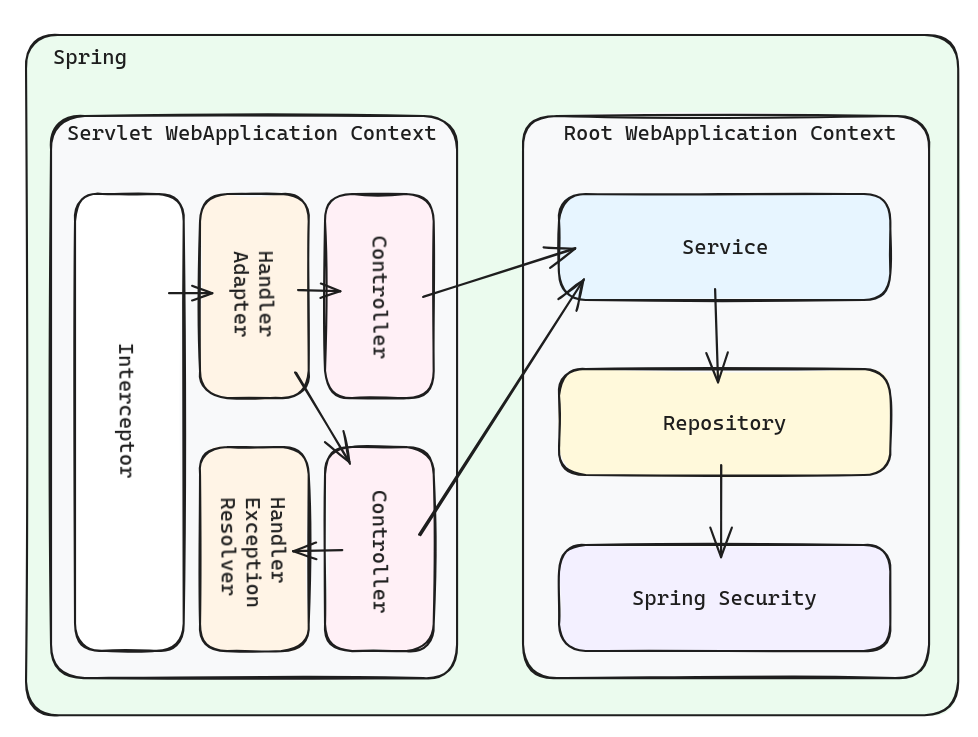 Spring
Servlet WebApplication Context
Interceptor
Handler
Adapter
Controller
Handler
Exception
Resolver
Controller
Root WebApplication Context
Service
Repository
Spring Security